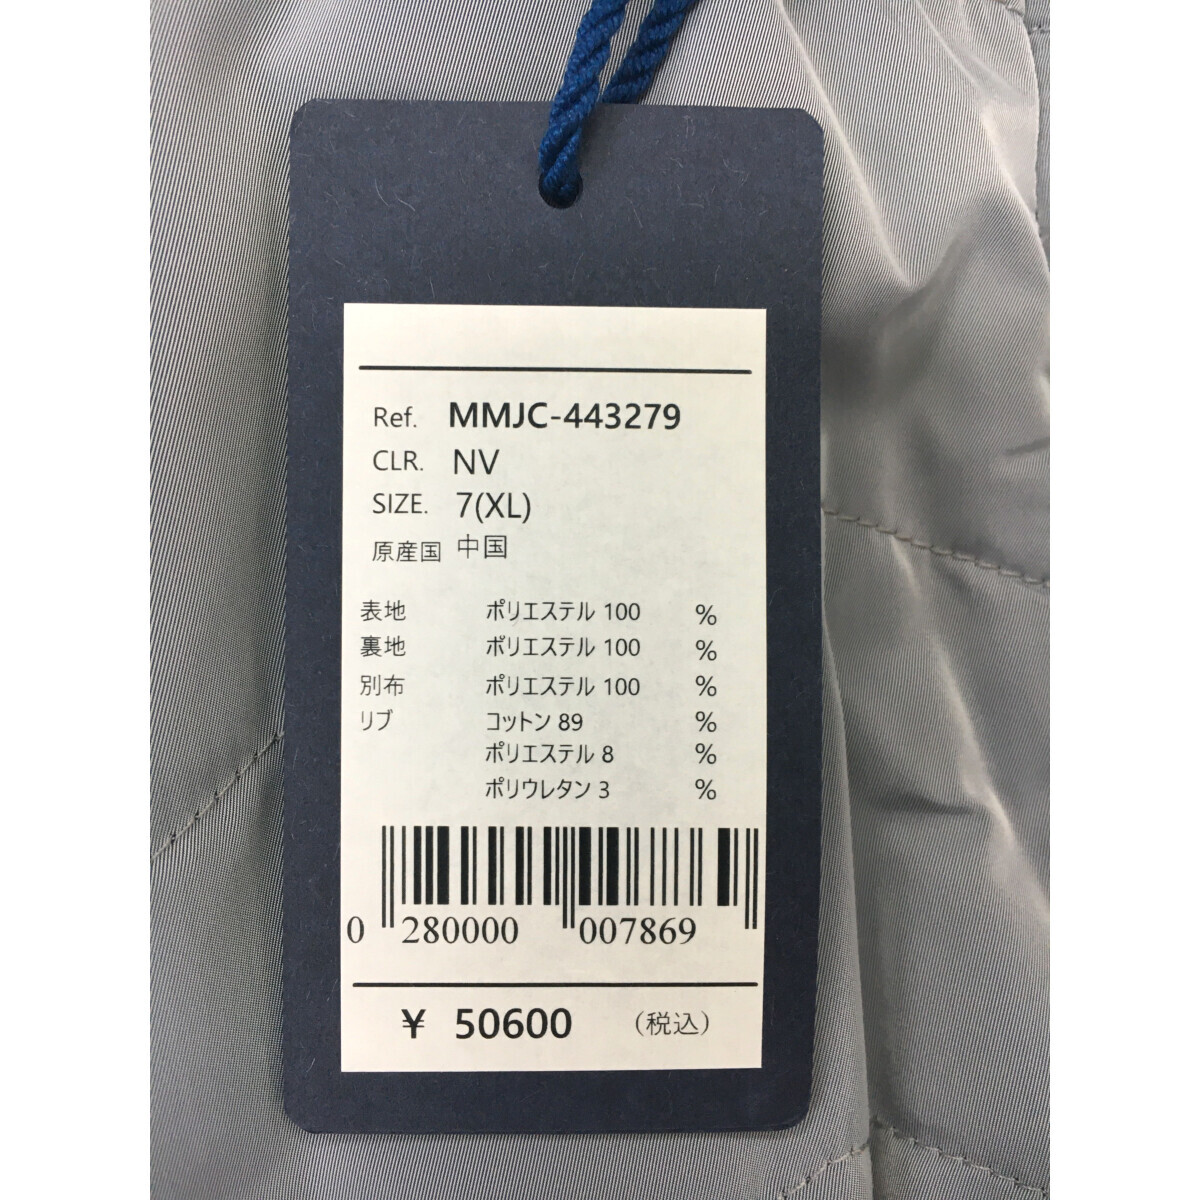 Ref. MMJC-443279
CLR. NV
SIZE. 7(XL)
原産国 中国
表地 ポリエステル 100 %
裏地 ポリエステル 100 %
別布 ポリエステル 100 %
リブ コットン 89 %
ポリエステル 8 %
ポリウレタン 3 %
0 280000 007869
¥ 50600 (税込)